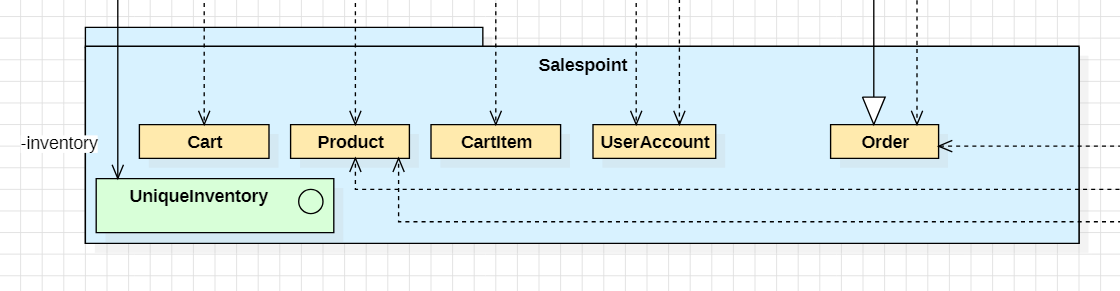 Salespoint
Cart
Product
CartItem
UserAccount
Order
-inventory
UniqueInventory